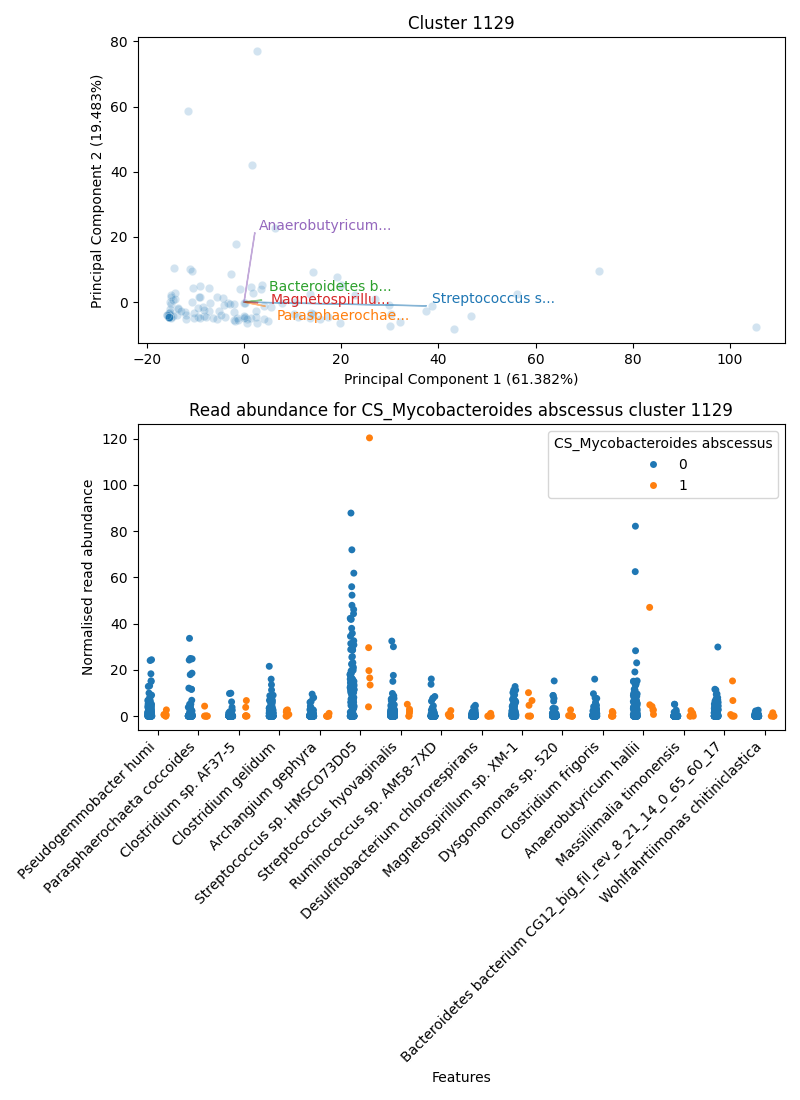 Cluster 1129
80
60
40
20
0
Principal Component 2 (19.483%)
Anaerobutyricum...
Bacteroidetes b...
Magnetospirillu...
Streptococcus s...
Parasphaerochae...
−20
0
20
40
60
80
100
Principal Component 1 (61.382%)
Read abundance for CS_Mycobacteroides abscessus cluster 1129
120
100
80
60
40
20
0
Normalised read abundance
CS_Mycobacteroides abscessus
0
1
Pseudogemmobacter humi
Parasphaerochaeta coccoides
Clostridium sp. AF37-5
Clostridium gelidum
Archangium gephyra
Streptococcus sp. HMSC073D05
Streptococcus hyovaginalis
Ruminococcus sp. AM58-7XD
Desulfitobacterium chlororespirans
Magnetospirillum sp. XM-1
Dysgonomonas sp. 520
Clostridium frigoris
Anaerobutyricum hallii
Massiliimalia timonensis
Bacteroidetes bacterium CG12_big_fil_rev_8_21_14_0_65_60_17
Wohlfahrtiimonas chitiniclastica
Features